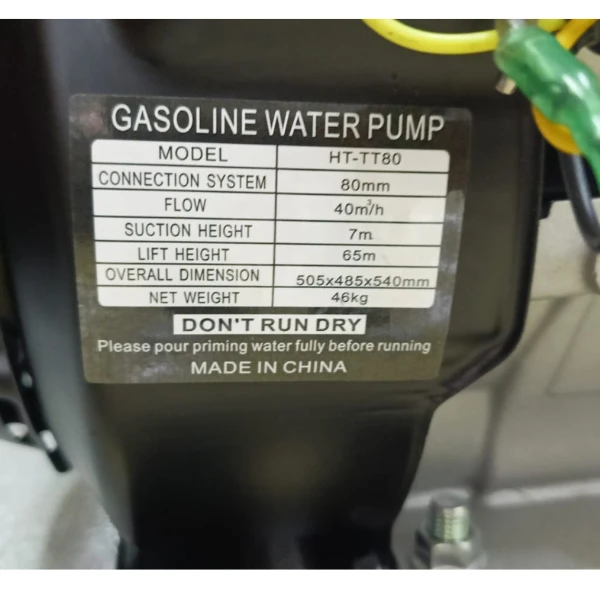 GASOLINE WATER PUMP
MODEL HT-TT80
CONNECTION SYSTEM 80mm
FLOW 40m³/h
SUCTION HEIGHT 7m
LIFT HEIGHT 65m
OVERALL DIMENSION 505x485x540mm
NET WEIGHT 46kg
DON'T RUN DRY
Please pour priming water fully before running
MADE IN CHINA